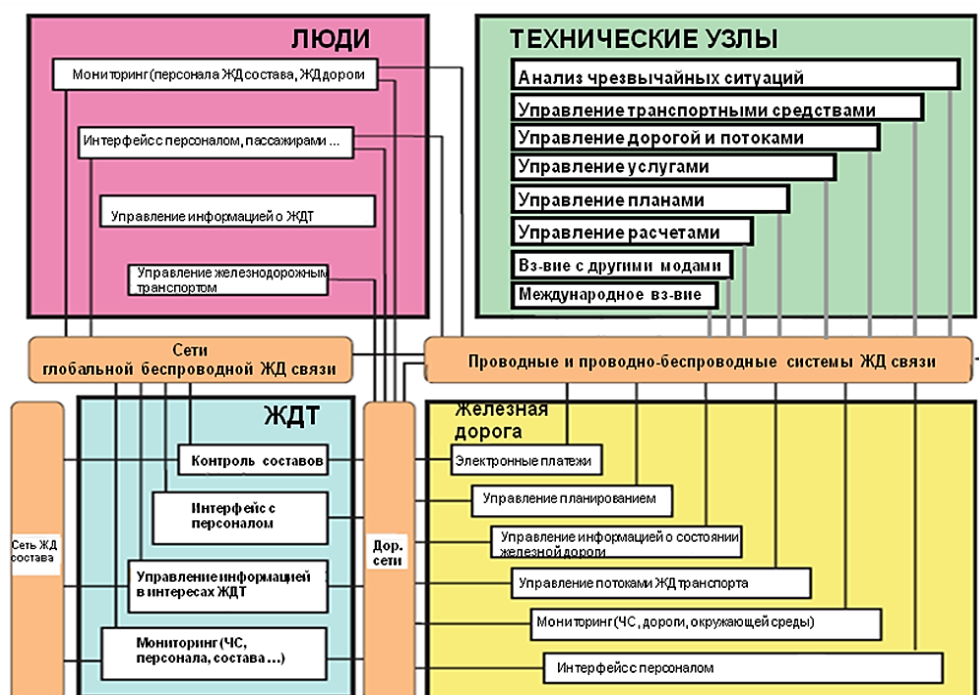 ЛЮДИ
Мониторинг(персонала ЖДсостава, ЖДдороги
Интерфейс с персоналом, пассажирами ...
Управление информацией о ЖДТ
Управление железнодорожным
транспортом
ТЕХНИЧЕСКИЕ УЗЛЫ
Анализ чрезвычайных ситуаций
Управление транспортными средствами
Управление дорогой и потоками
Управление услугами
Управление планами
Управление расчетами
Вз-вие с другими модами
Международное вз-вие
Сети
глобальной беспроводной ЖД связи
Проводные и проводно-беспроводные системы ЖД связи
Сеть ЖД
состава
ЖДТ
Контроль составов
Интерфейс с
персоналом
Управление информацией
в интересах ЖДТ
Мониторинг(ЧС,
персонала, состава ...)
Дор.
сети
Железная
дорога
Электронные платежи
Управление планированием
Управление информацией о состоянии
железной дороги
Управление потоками ЖД транспорта
Мониторинг(ЧС, дороги, окружающей среды)
Интерфейс с персоналом